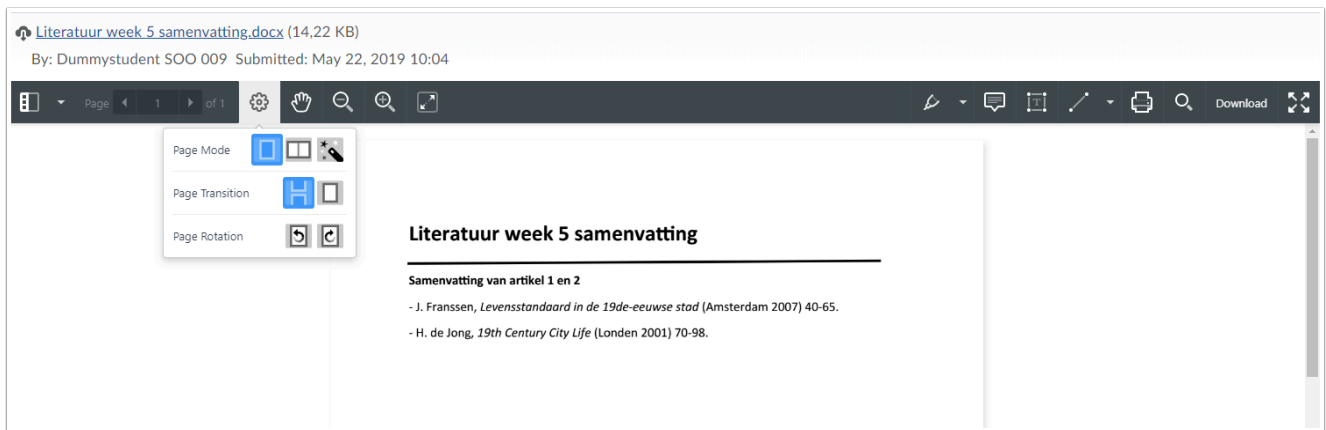 Literatuur week 5 samenvatting.docx (14,22 KB)
By: Dummystudent SOO 009 Submitted: May 22, 2019 10:04
Page 1 of 1 T Download
Page Mode
Page Transition
Page Rotation
Literatuur week 5 samenvatting
Samenvatting van artikel 1 en 2
- J. Franssen, Levensstandaard in de 19de-eeuwse stad (Amsterdam 2007) 40-65.
- H. de Jong, 19th Century City Life (Londen 2001) 70-98.